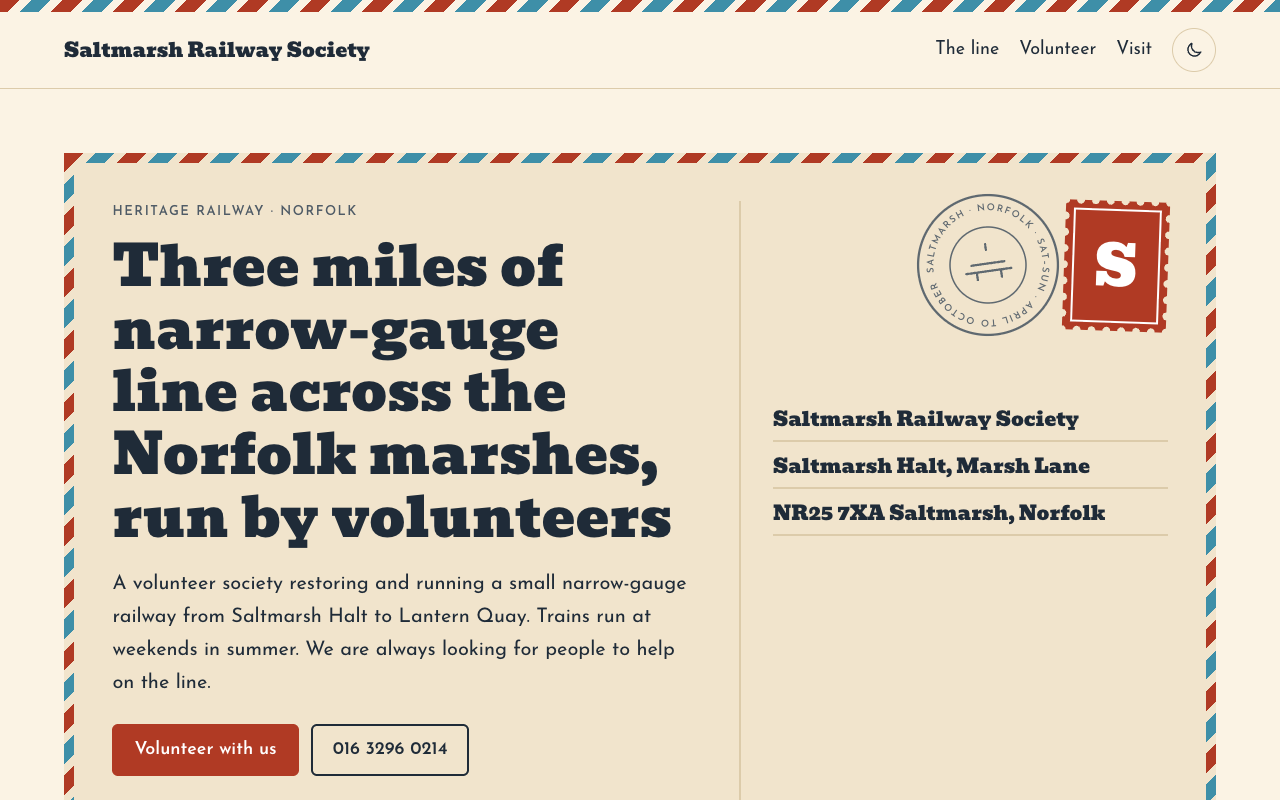 Saltmarsh Railway Society
The line
Volunteer
Visit
HERITAGE RAILWAY · NORFOLK
Three miles of
narrow-gauge
line across the
Norfolk marshes,
run by volunteers
A volunteer society restoring and running a small narrow-gauge
railway from Saltmarsh Halt to Lantern Quay. Trains run at
weekends in summer. We are always looking for people to help
on the line.
Volunteer with us
016 3296 0214
SALTMARSH · NORFOLK · SAT–SUN · APRIL TO OCTOBER
S
Saltmarsh Railway Society
Saltmarsh Halt, Marsh Lane
NR25 7XA Saltmarsh, Norfolk